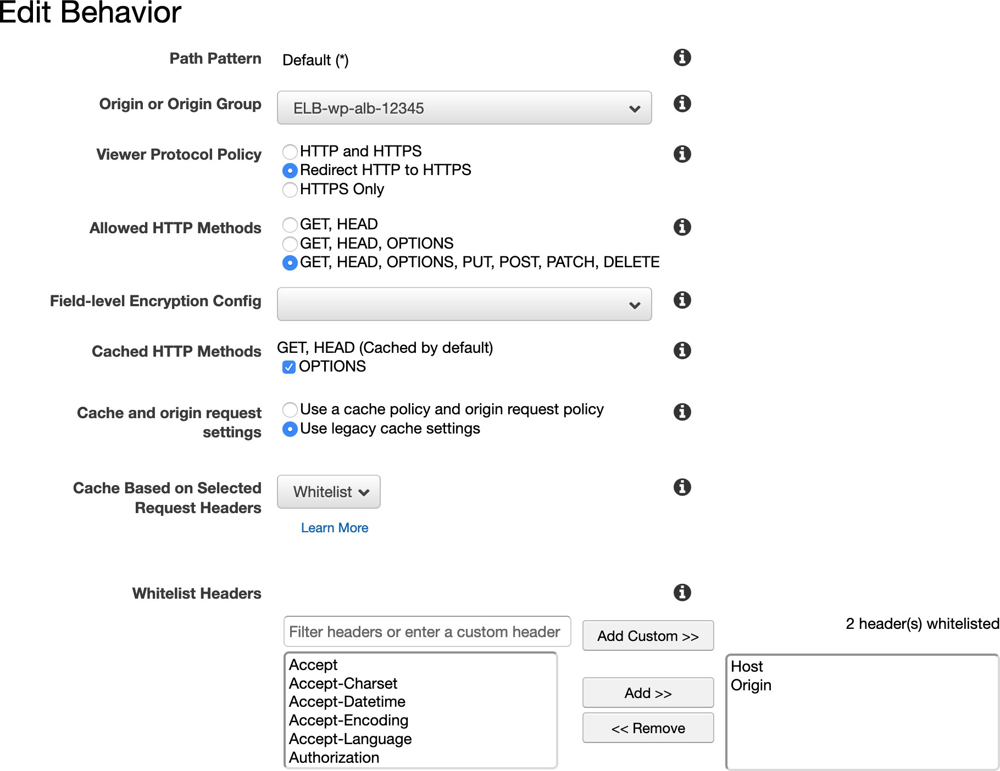 Edit Behavior
Path Pattern
Default (*)
Origin or Origin Group
ELB-wp-alb-12345
Viewer Protocol Policy
HTTP and HTTPS
Redirect HTTP to HTTPS
HTTPS Only
Allowed HTTP Methods
GET, HEAD
GET, HEAD, OPTIONS
GET, HEAD, OPTIONS, PUT, POST, PATCH, DELETE
Field-level Encryption Config
Cached HTTP Methods
GET, HEAD (Cached by default)
OPTIONS
Cache and origin request
settings
Use a cache policy and origin request policy
Use legacy cache settings
Cache Based on Selected
Request Headers
Whitelist
Learn More
Whitelist Headers
Filter headers or enter a custom header
Add Custom >>
2 header(s) whitelisted
Accept
Accept-Charset
Accept-Datetime
Accept-Encoding
Accept-Language
Authorization
Add >>
<< Remove
Host
Origin